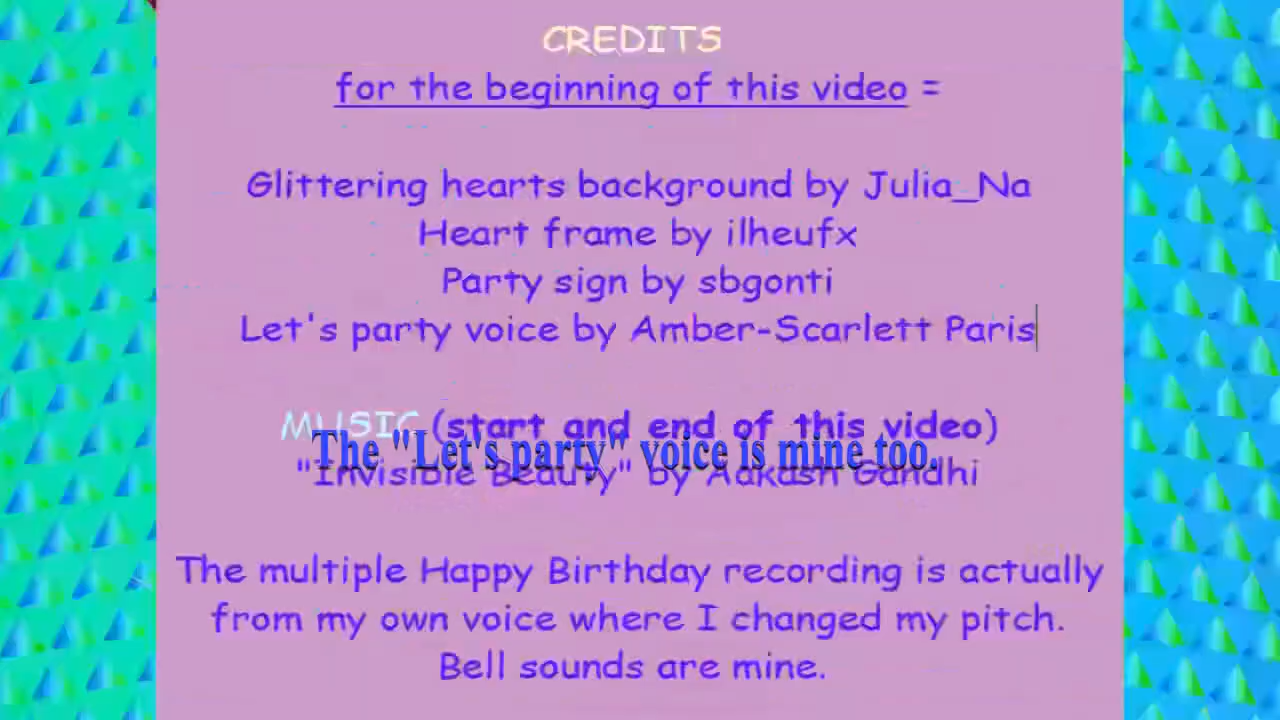 CREDITS
for the beginning of this video =
Glittering hearts background by Julia_Na
Heart frame by ilheufx
Party sign by sbgonti
Let's party voice by Amber-Scarlett Paris
MUSIC (start and end of this video)
The "Let's party" voice is mine too.
"Invisible Beauty" by Aakash Gandhi
The multiple Happy Birthday recording is actually
from my own voice where I changed my pitch.
Bell sounds are mine.